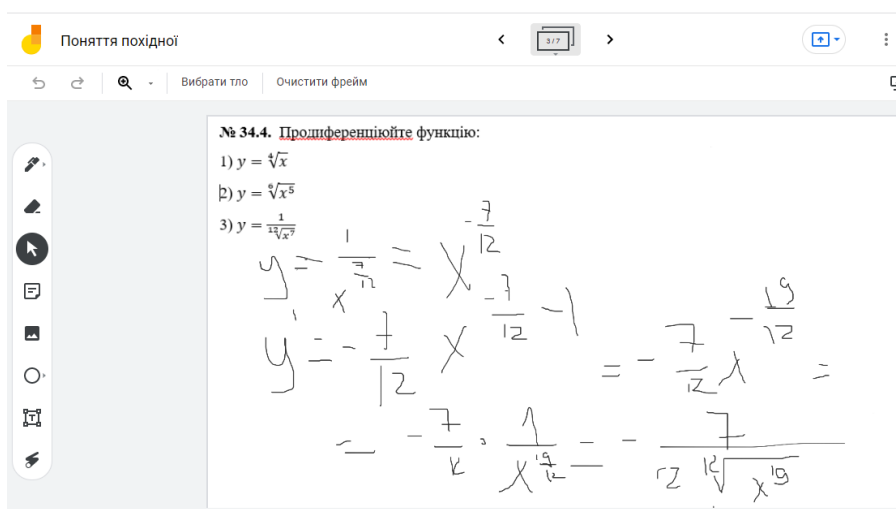 Поняття похідної
3/7
Вибрати тло Очистити фрейм
№ 34.4. Продиференціюйте функцію:
1) y = ⁴√x
2) y = ⁶√x⁵
3) y = 1/¹²√x⁷
y = 1/x^(7/12) = x^(-7/12)
y' = -7/12 x^(-7/12 - 1) = -7/12 x^(-19/12) =
= -7/12 · 1/x^(19/12) = - 7/(12 ¹²√x¹⁹)